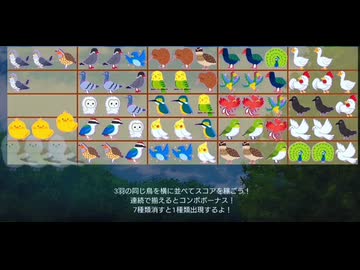 3羽の同じ鳥を横に並べてスコアを稼ごう！
連続で揃えるとコンボボーナス！
7種類消すと1種類出現するよ！